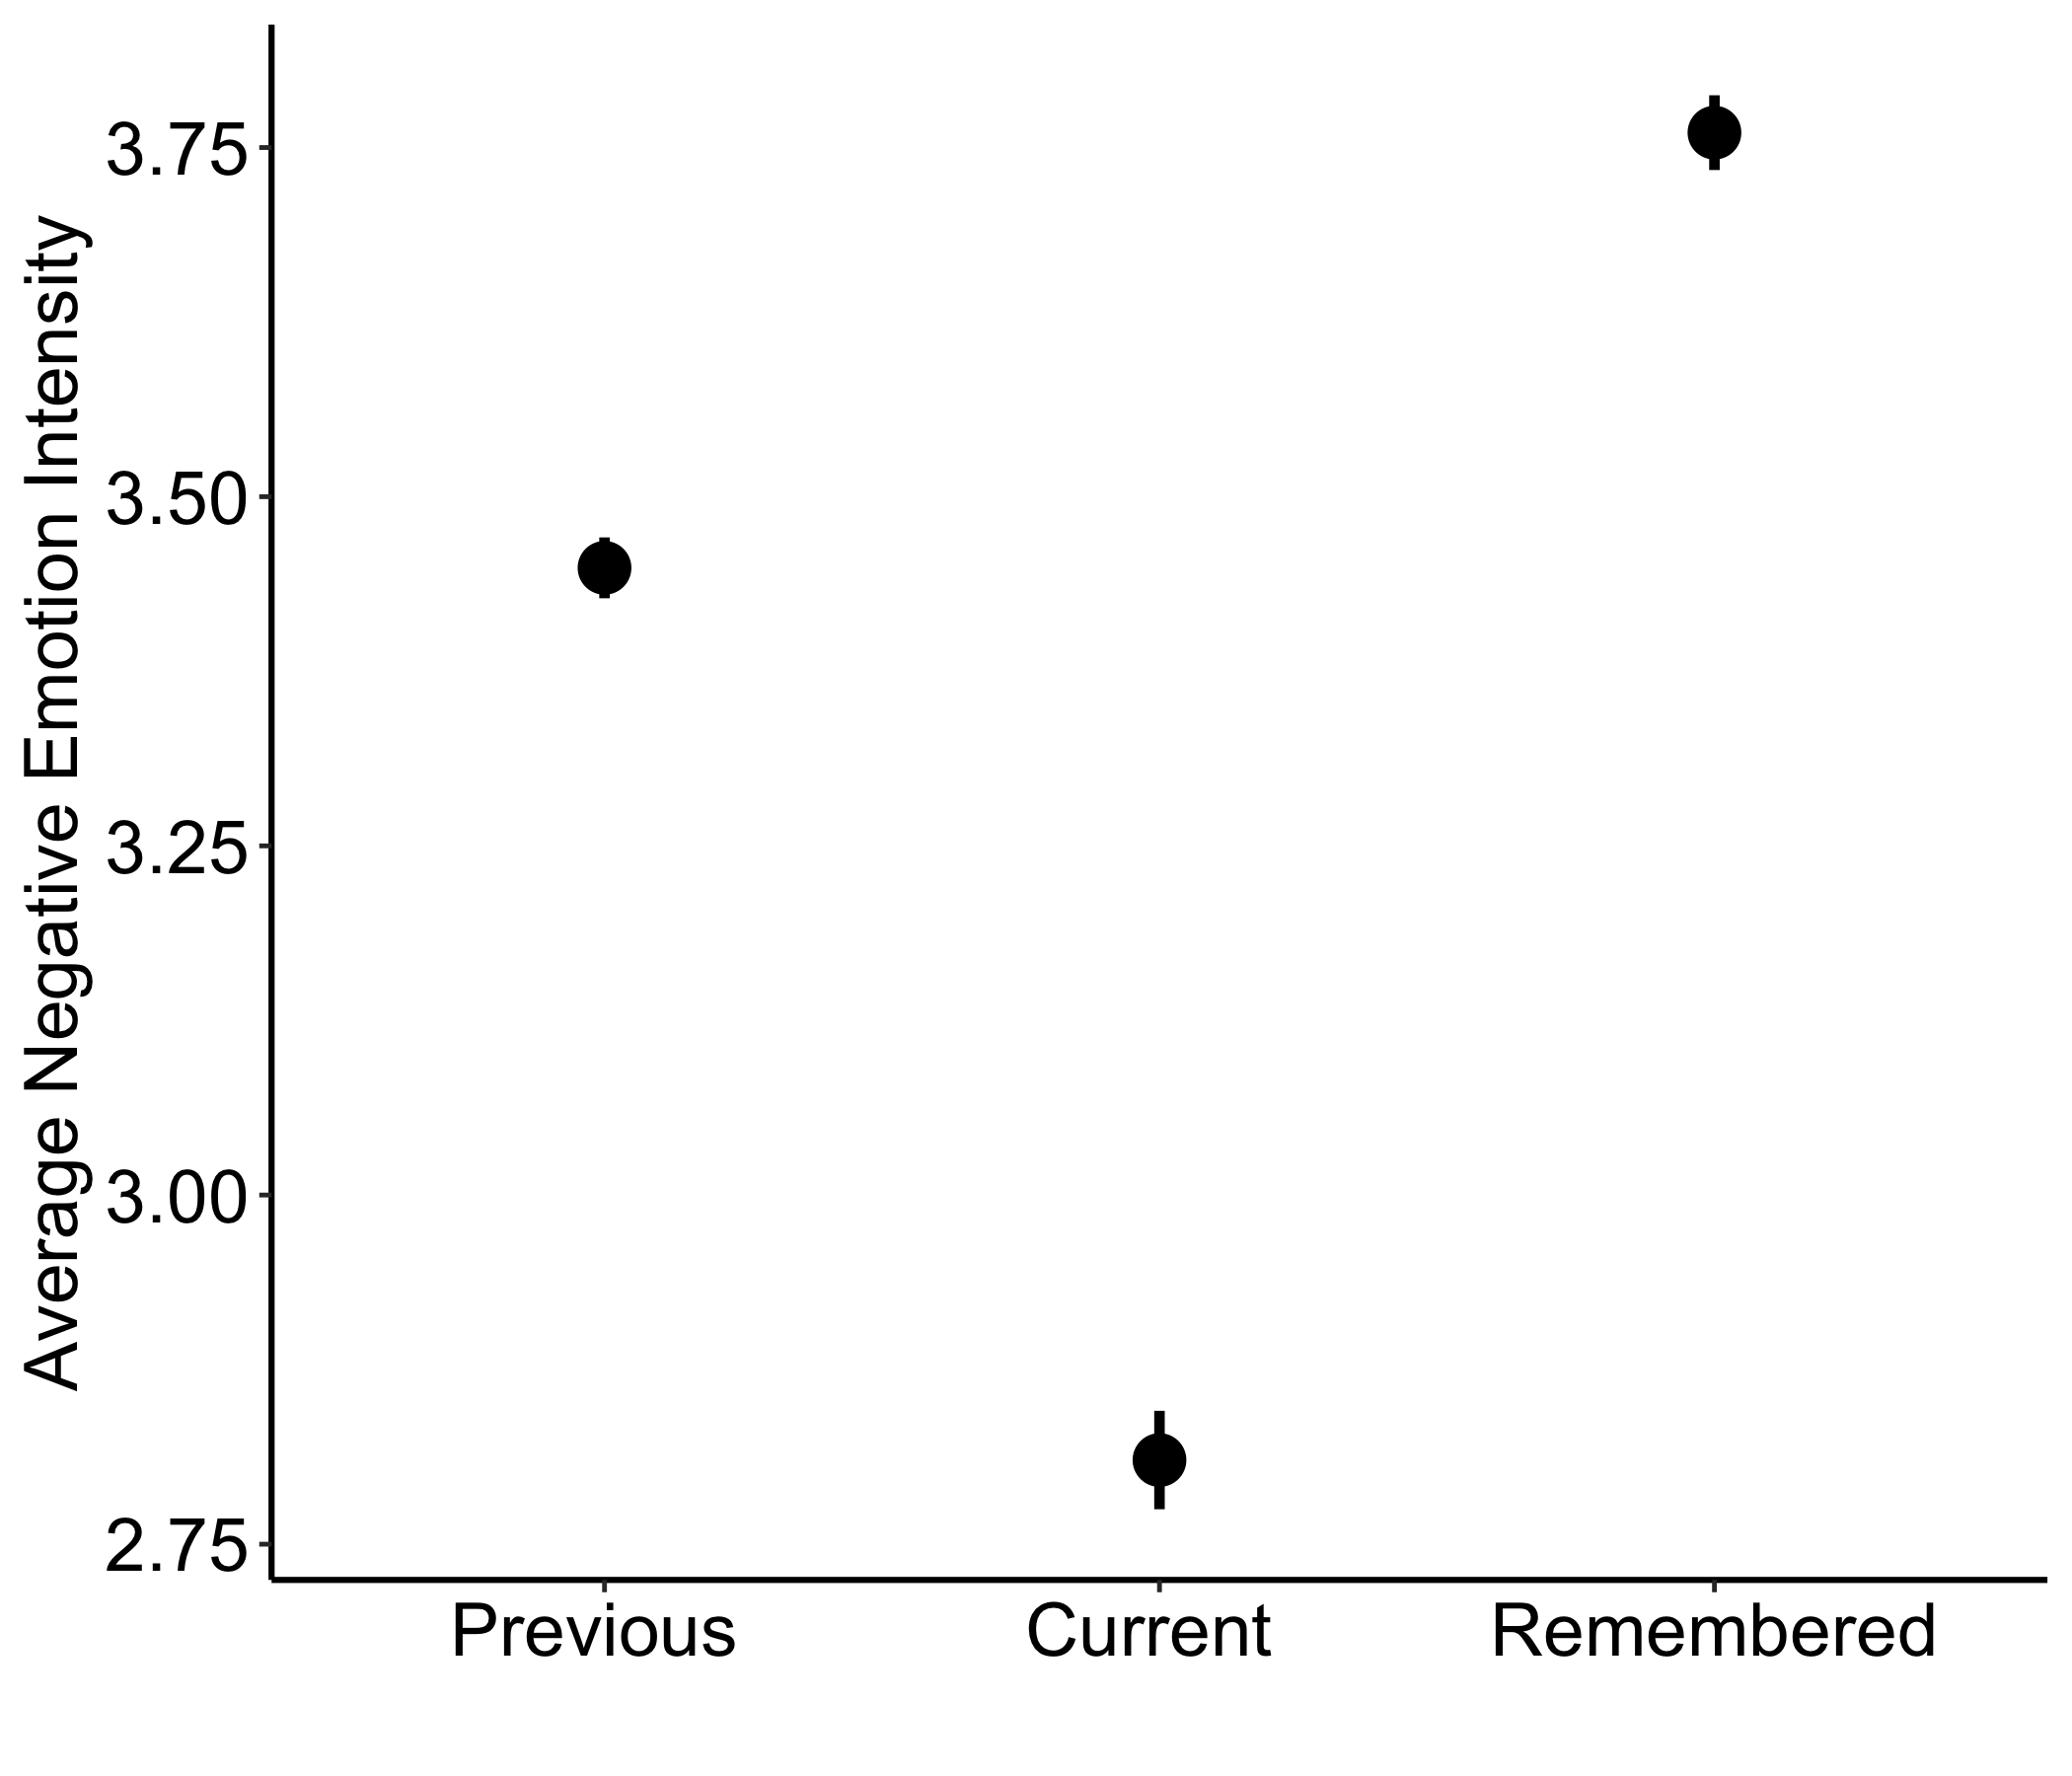 Average Negative Emotion Intensity
3.75
3.50
3.25
3.00
2.75
Previous Current Remembered